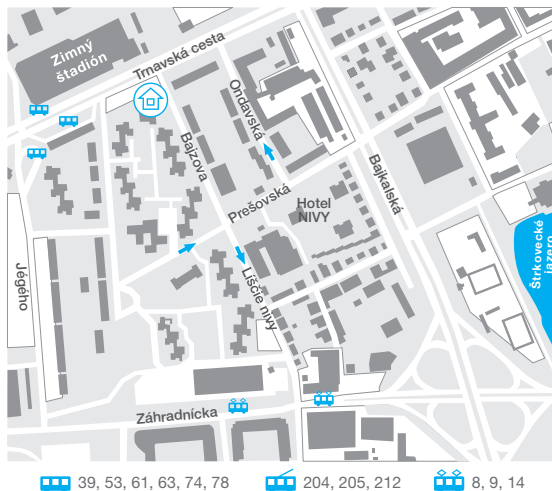 Zimný
štadión
Trnavská cesta
Ondavská
Bajzova
Prešovská
Hotel
NIVY
Bajkalská
Štrkovecké
jazero
Jégého
Líščie nivy
Záhradnícka
39, 53, 61, 63, 74, 78
204, 205, 212
8, 9, 14